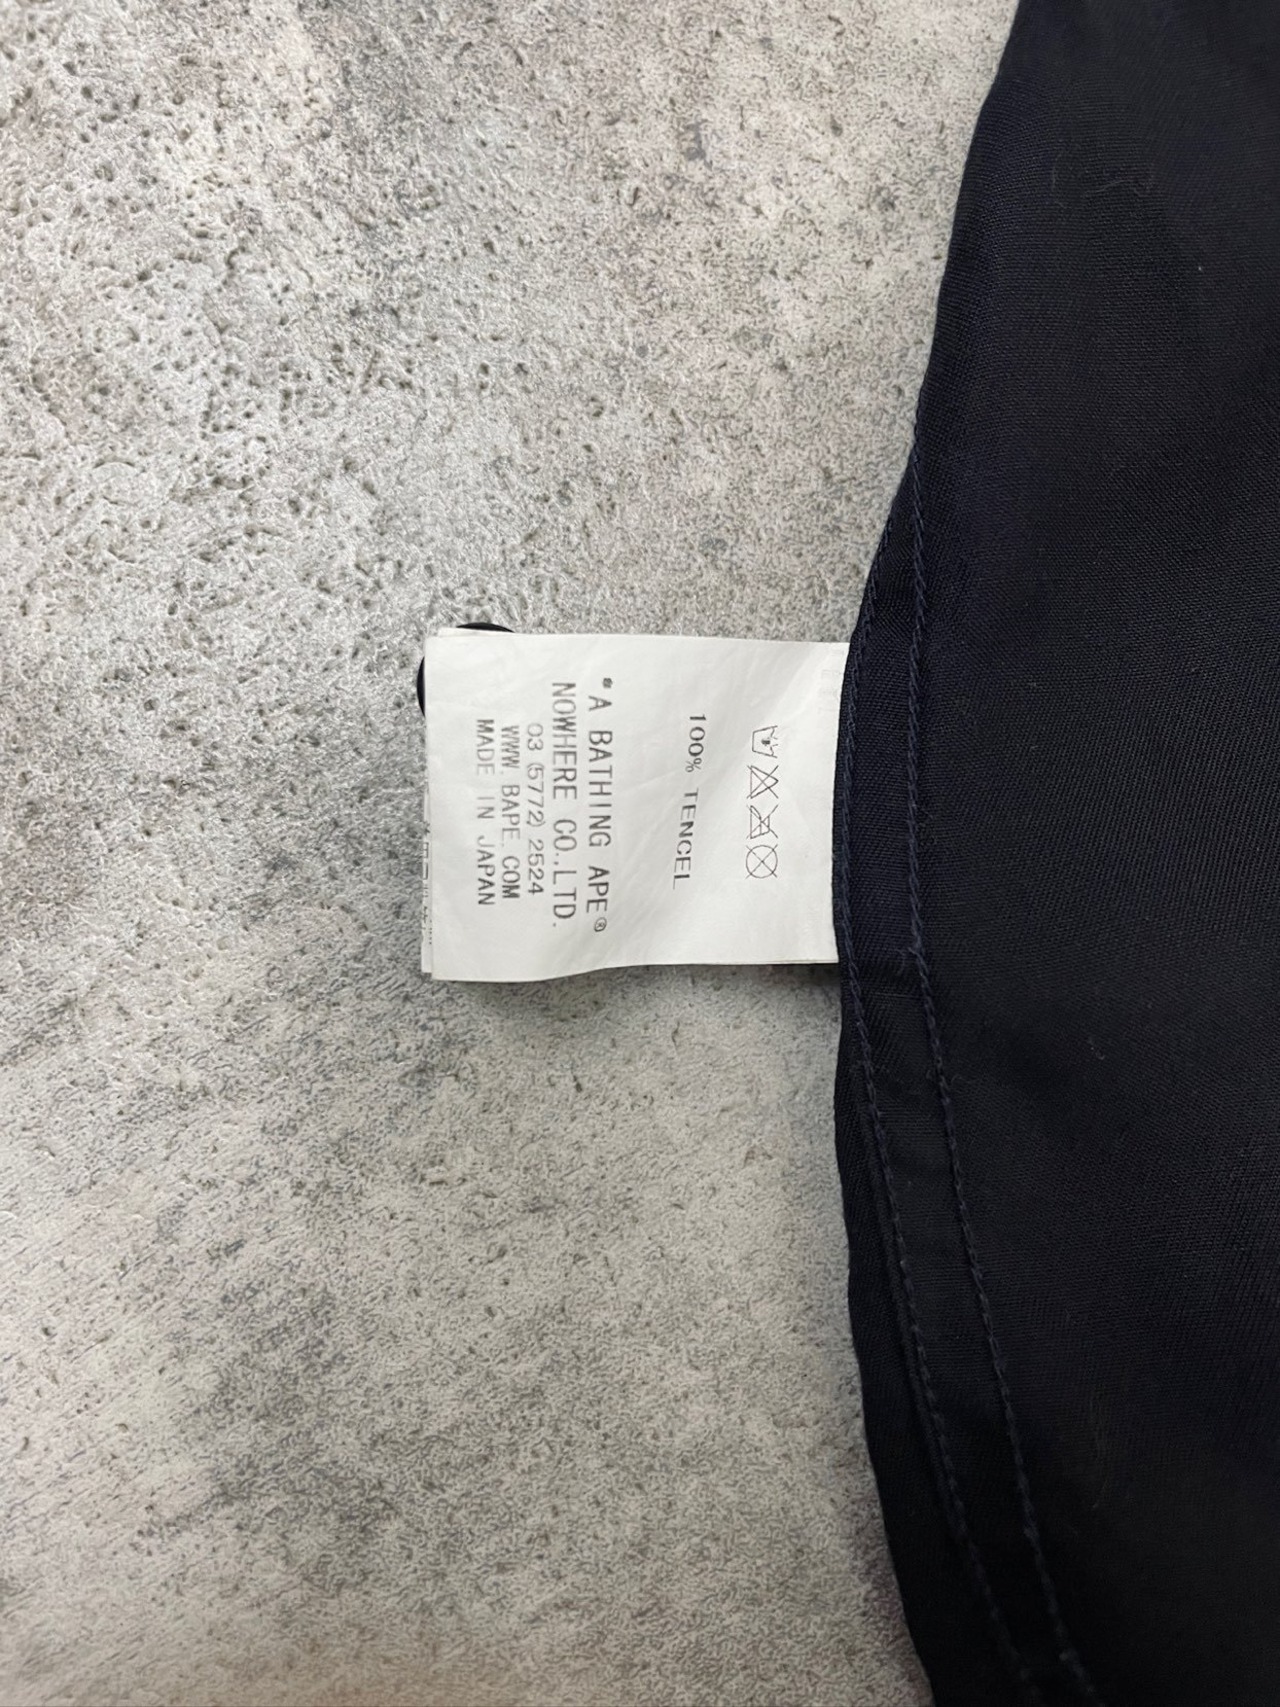 100% TENCEL
*A BATHING APE®
NOWHERE CO.,LTD.
03 (5772) 2524
WWW.BAPE.COM
MADE IN JAPAN